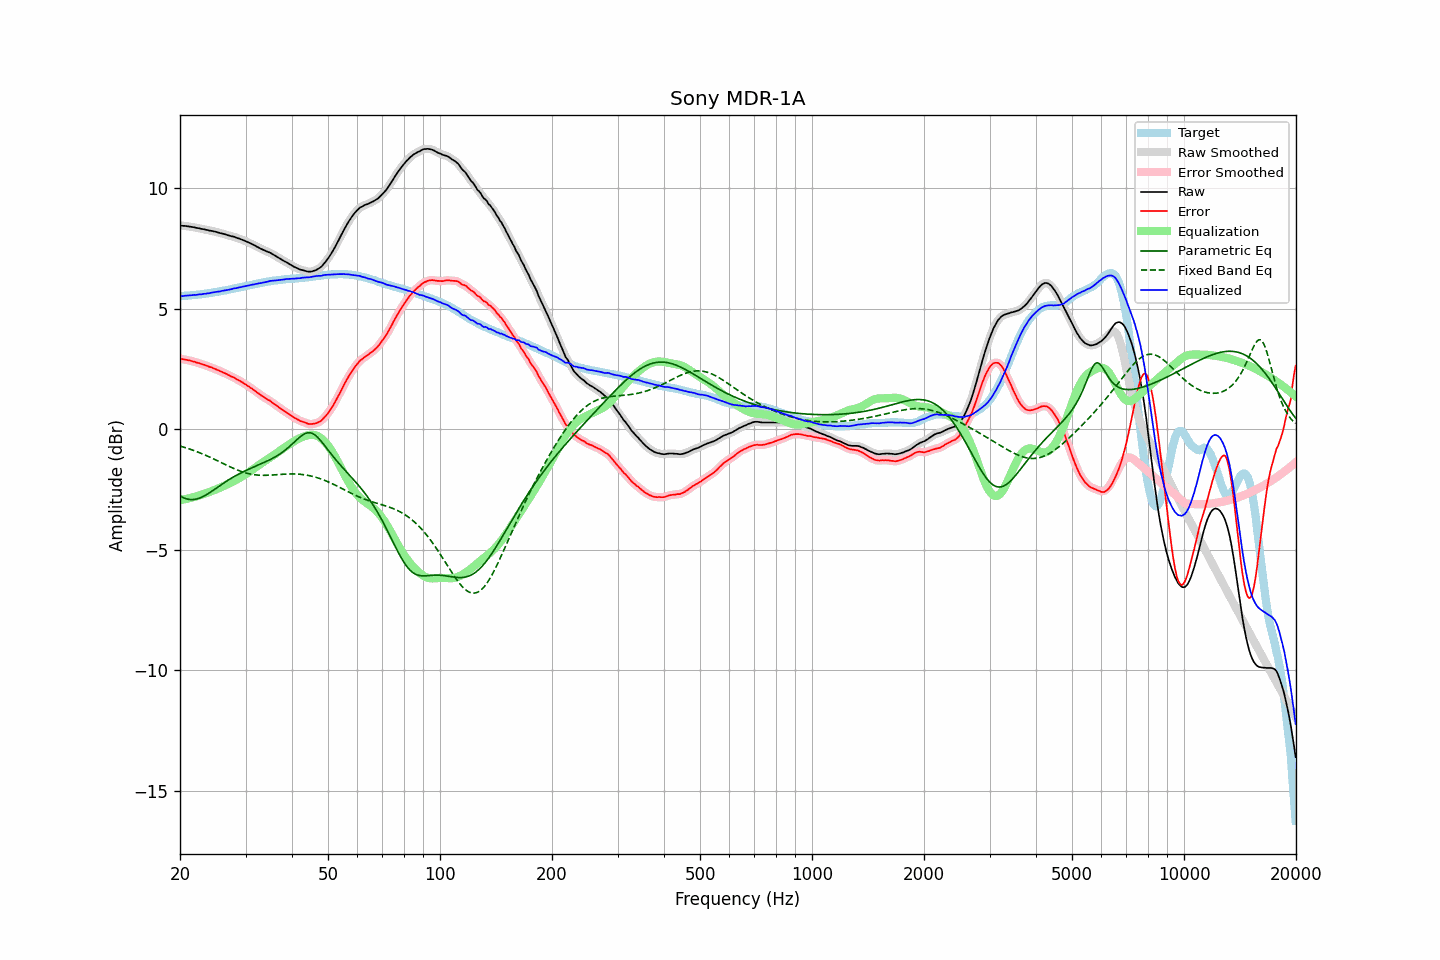 Sony MDR-1A
Amplitude (dBr)
10
5
0
−5
−10
−15
20
50
100
200
500
1000
2000
5000
10000
20000
Frequency (Hz)
Target
Raw Smoothed
Error Smoothed
Raw
Error
Equalization
Parametric Eq
Fixed Band Eq
Equalized